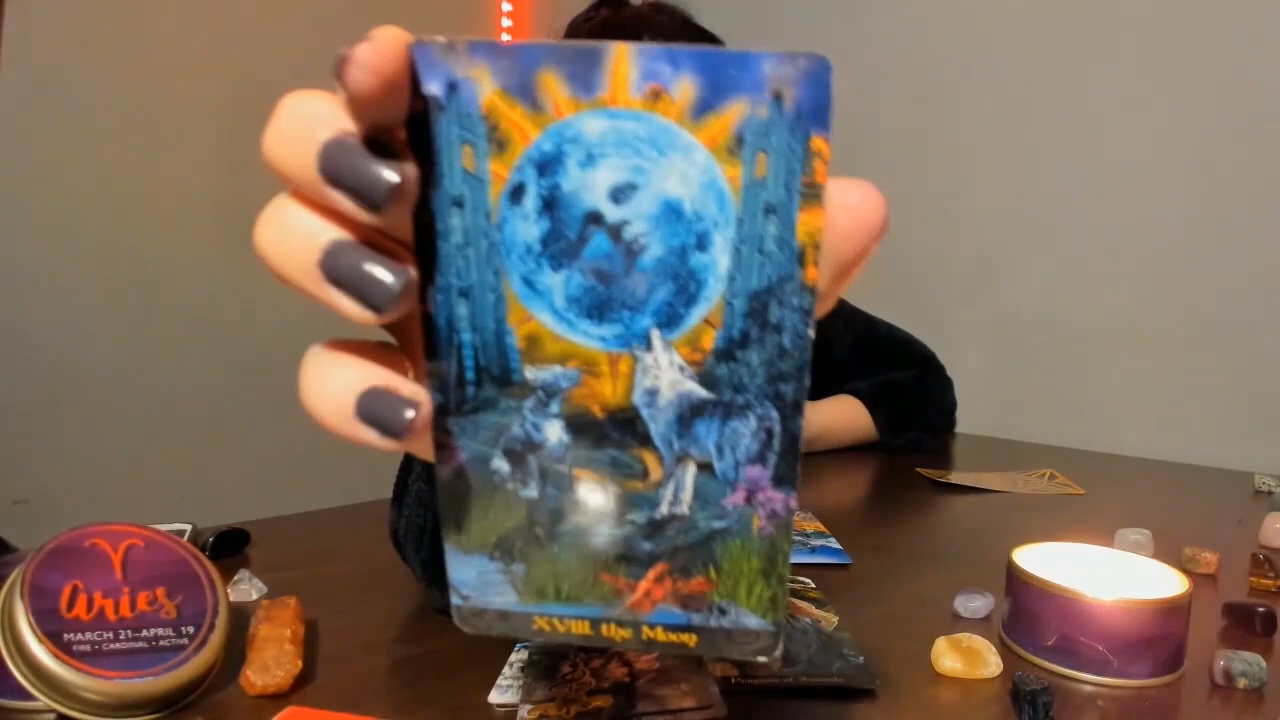 XVIII the Moon
aries
MARCH 21–APRIL 19
FIRE • CARDINAL • ACTIVE